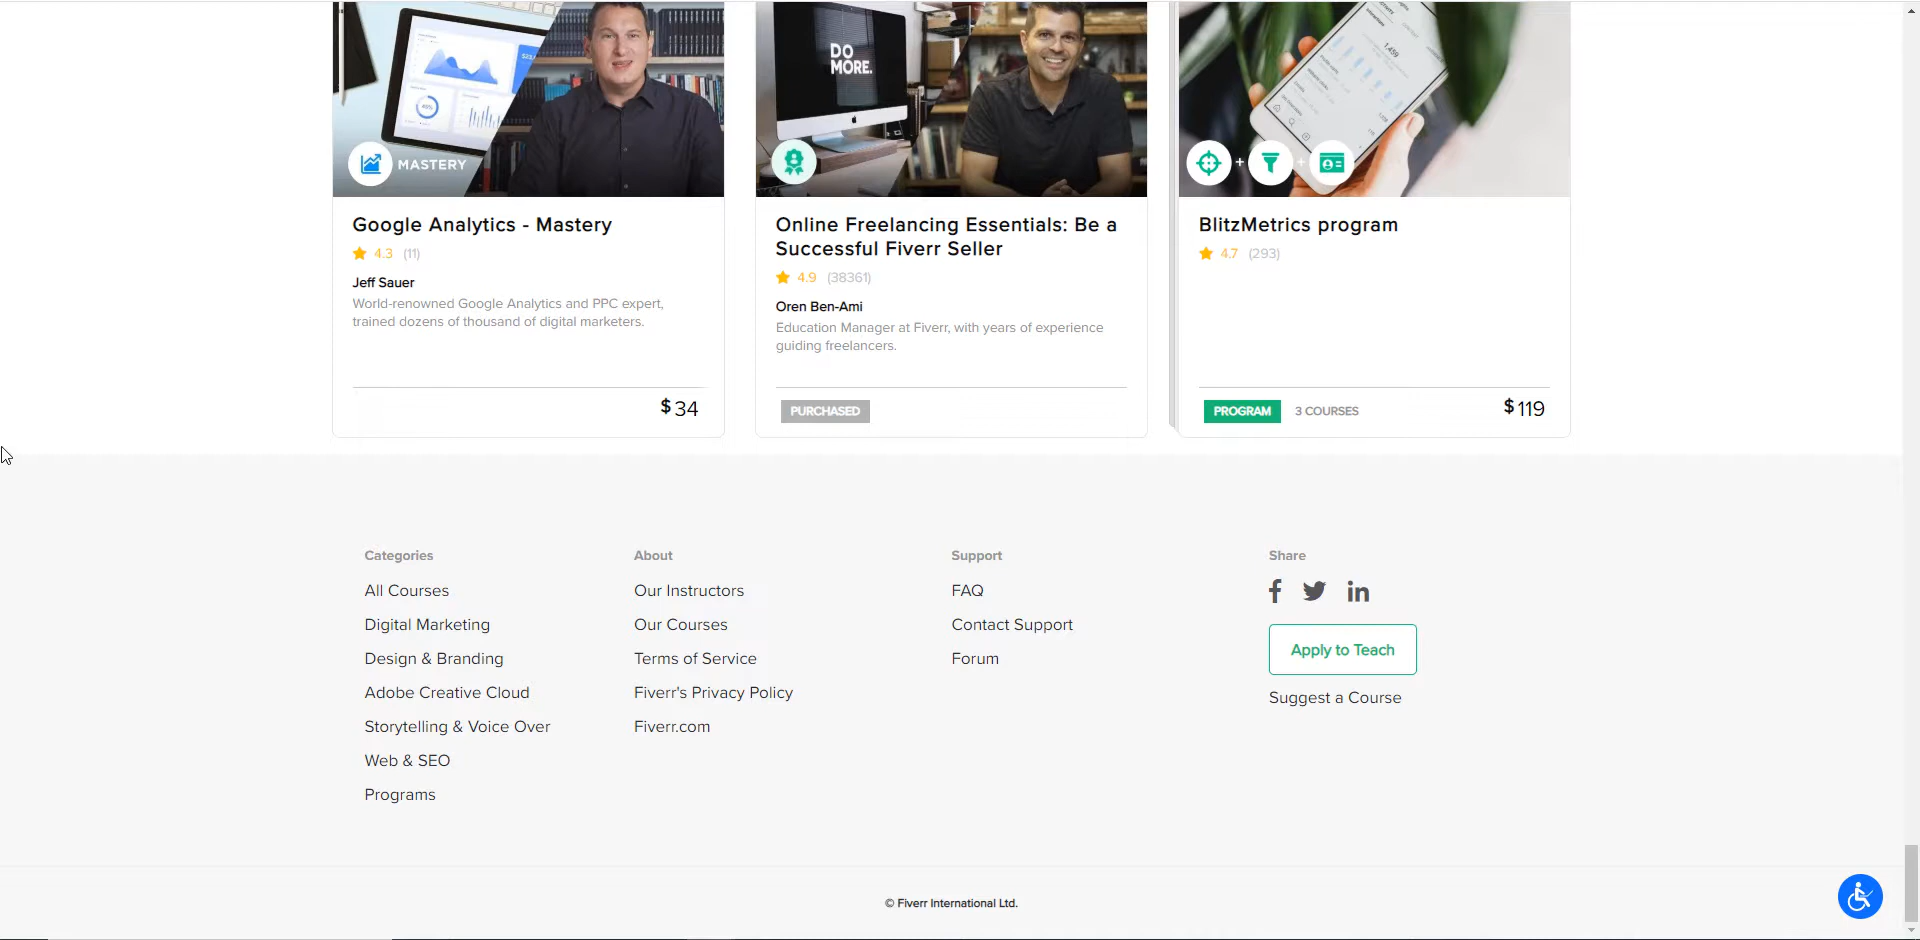 DO
MORE.
MASTERY
+ +
Google Analytics - Mastery
4.3 (11)
Jeff Sauer
World-renowned Google Analytics and PPC expert,
trained dozens of thousand of digital marketers.
$34
Online Freelancing Essentials: Be a
Successful Fiverr Seller
4.9 (38361)
Oren Ben-Ami
Education Manager at Fiverr, with years of experience
guiding freelancers.
PURCHASED
BlitzMetrics program
4.7 (293)
PROGRAM 3 COURSES $119
Categories
All Courses
Digital Marketing
Design & Branding
Adobe Creative Cloud
Storytelling & Voice Over
Web & SEO
Programs
About
Our Instructors
Our Courses
Terms of Service
Fiverr's Privacy Policy
Fiverr.com
Support
FAQ
Contact Support
Forum
Share
Apply to Teach
Suggest a Course
© Fiverr International Ltd.